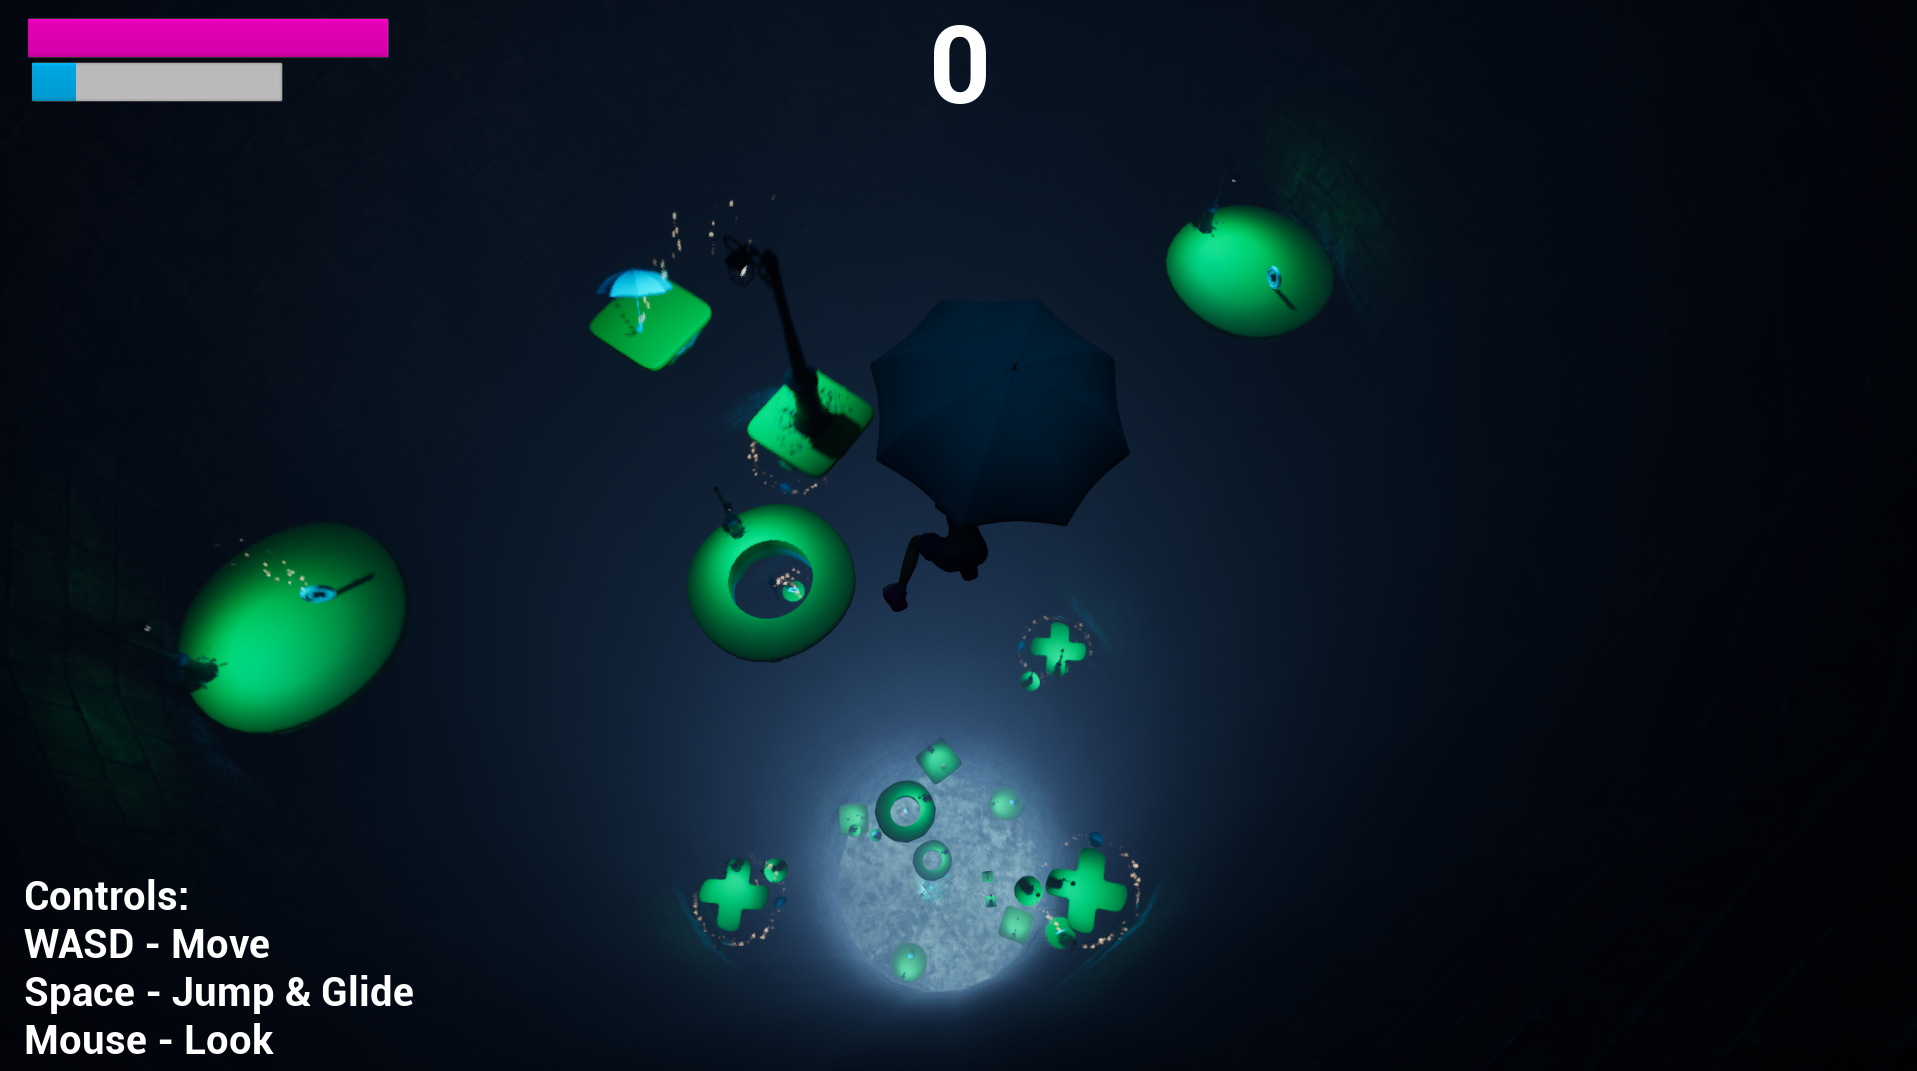 0
Controls:
WASD - Move
Space - Jump & Glide
Mouse - Look